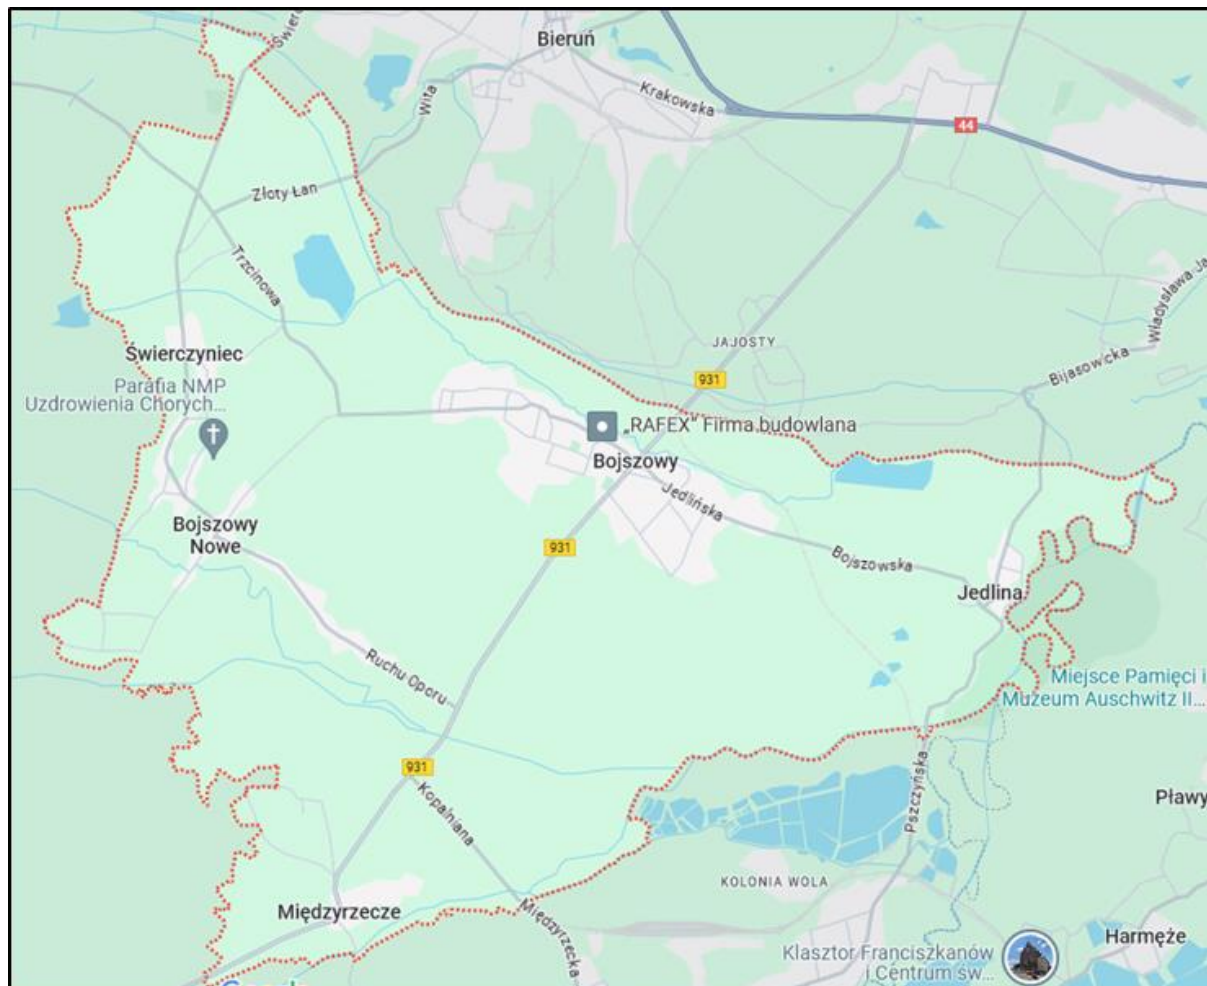 Bieruń
Krakowska
Wita
44
Złoty Łan
Trzcinowa
Władysława Ja
JAJOSTY
Bijasowicka
Świerczyniec
931
Parafia NMP
Uzdrowienia Chorych...
„RAFEX” Firma budowlana
Bojszowy
Jedlińska
Bojszowy
Nowe
931
Bojszowska
Jedlina
Ruchu Oporu
Miejsce Pamięci i
Muzeum Auschwitz II...
931
Kopalniana
Pszczyńska
Pławy
KOLONIA WOLA
Międzyrzecze
Międzyrzecka
Harmęże
Klasztor Franciszkanów
i Centrum św...